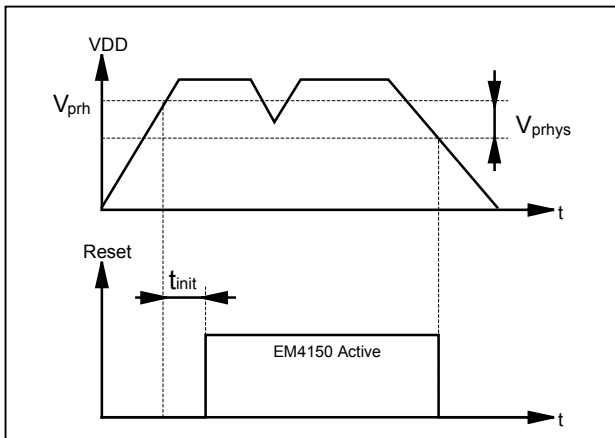 VDD
Vprh
Vprhys
t
Reset
tinit
EM4150 Active
t